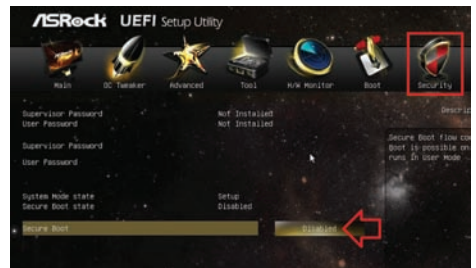 ASRock UEFI Setup Utility
Main OC Tweaker Advanced Tool H/W Monitor Boot Security
Descrip
Supervisor Password Not Installed
User Password Not Installed
Secure Boot flow con
Supervisor Password
Boot is possible on
runs in User Mode
User Password
System Mode state Setup
Secure Boot state Disabled
Secure Boot Disabled